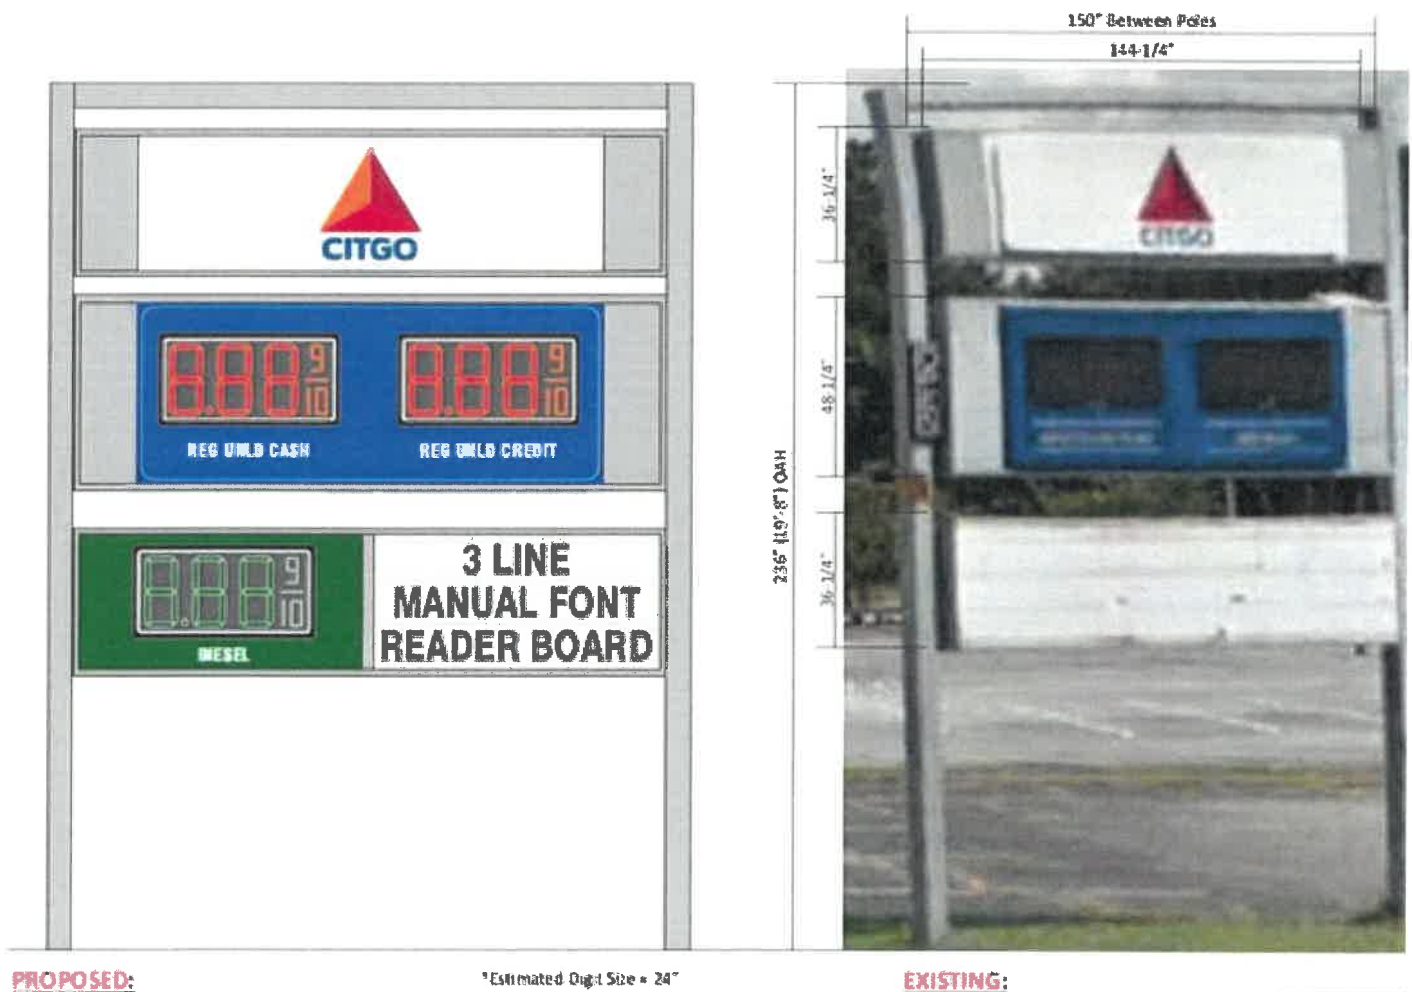 150" Between Poles
144-1/4"
CITGO
CITGO
36-1/4"
8.88 9/10
8.88 9/10
REG UNLD CASH
REG UNLD CREDIT
48-1/4"
236" (19'-8") OAH
8.88 9/10
DIESEL
3 LINE
MANUAL FONT
READER BOARD
36-1/4"
PROPOSED:
*Estimated Digit Size = 24"
EXISTING: